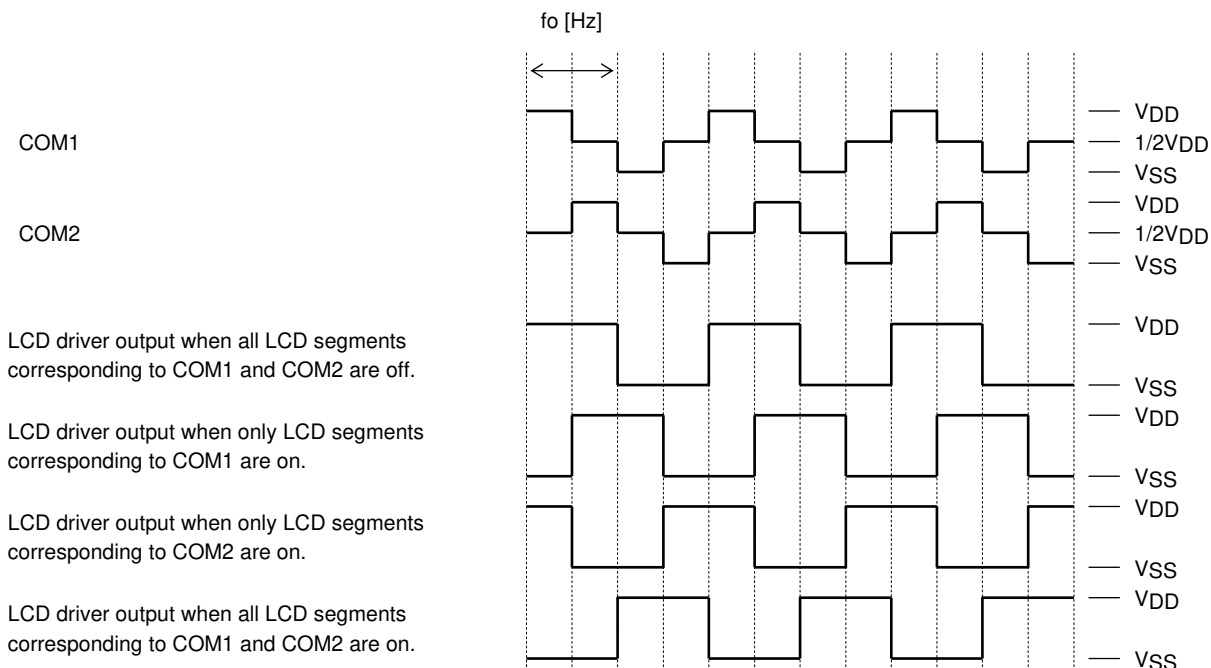 fo [Hz]
VDD
COM1
1/2VDD
VSS
VDD
COM2
1/2VDD
VSS
VDD
LCD driver output when all LCD segments
corresponding to COM1 and COM2 are off.
VSS
VDD
LCD driver output when only LCD segments
corresponding to COM1 are on.
VSS
VDD
LCD driver output when only LCD segments
corresponding to COM2 are on.
VSS
VDD
LCD driver output when all LCD segments
corresponding to COM1 and COM2 are on.
VSS